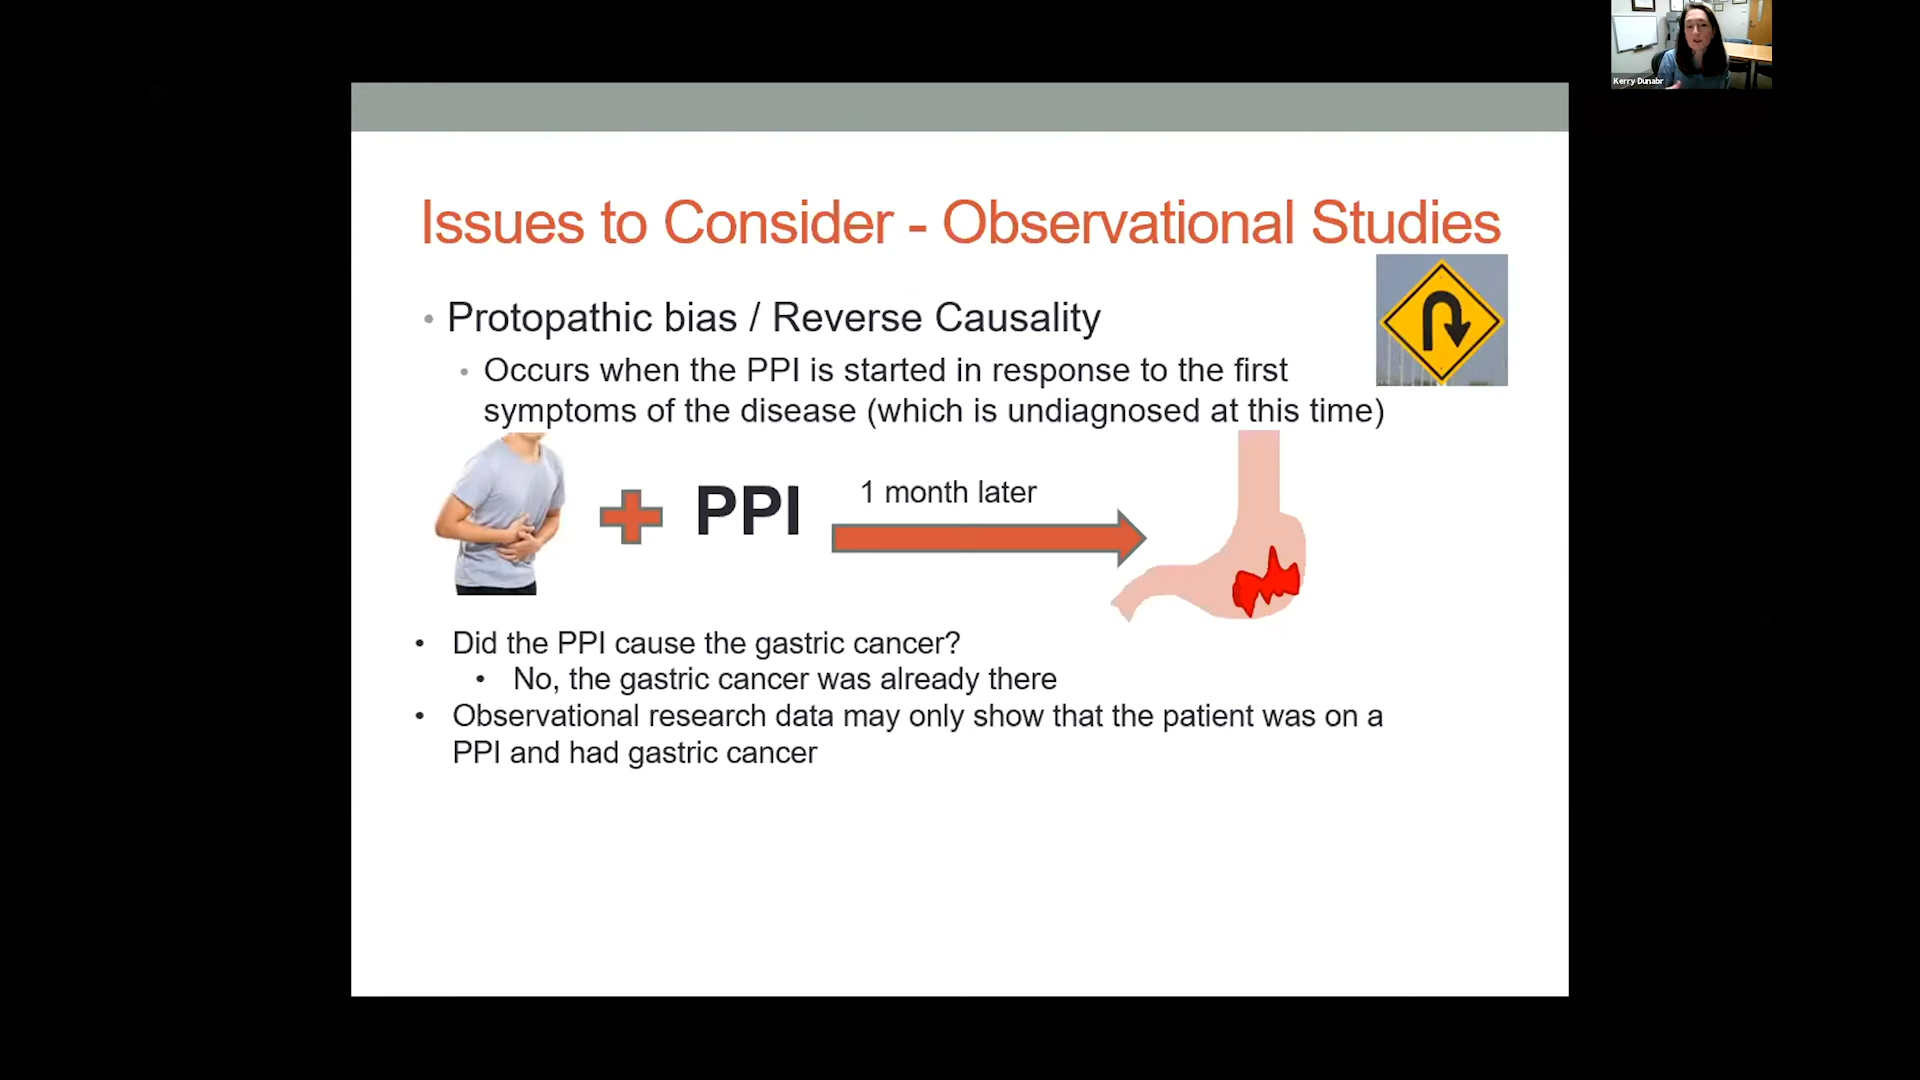 Kerry Dunabr
Issues to Consider - Observational Studies
• Protopathic bias / Reverse Causality
• Occurs when the PPI is started in response to the first
symptoms of the disease (which is undiagnosed at this time)
PPI
1 month later
• Did the PPI cause the gastric cancer?
• No, the gastric cancer was already there
• Observational research data may only show that the patient was on a
PPI and had gastric cancer